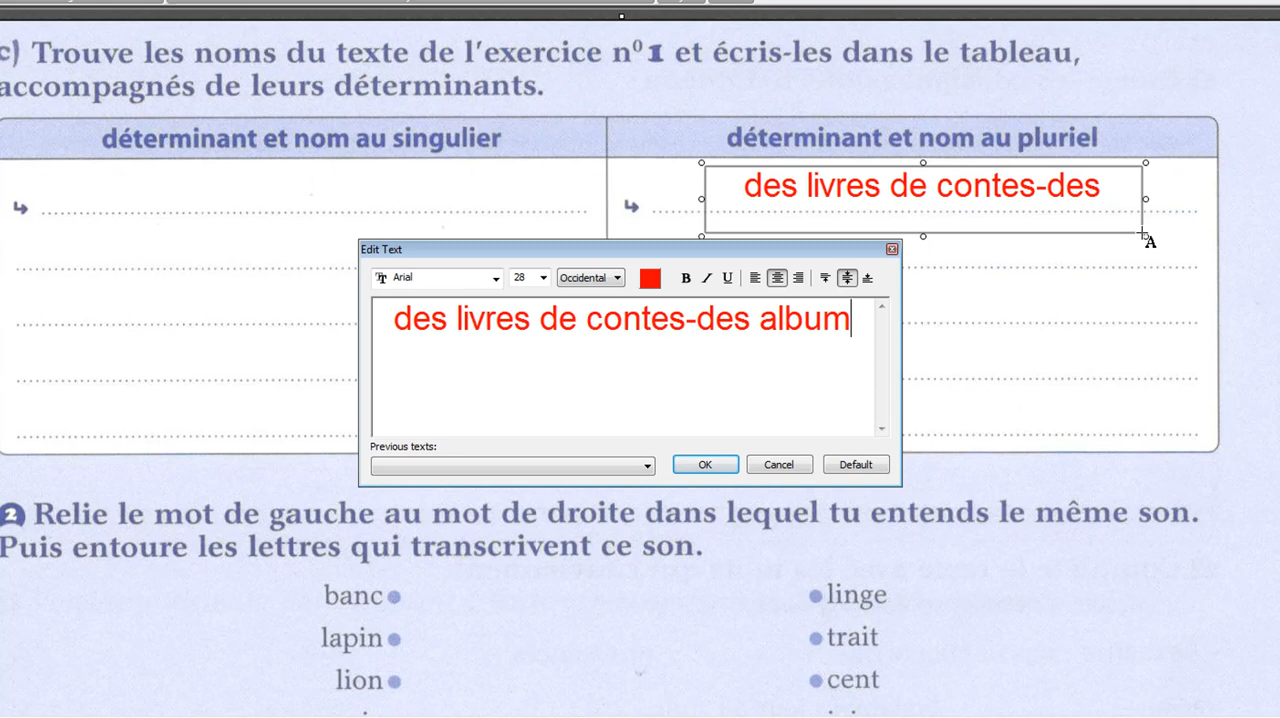 c) Trouve les noms du texte de l'exercice n⁰ 1 et écris-les dans le tableau,
accompagnés de leurs déterminants.
déterminant et nom au singulier
déterminant et nom au pluriel
des livres de contes-des
A
Edit Text
Arial
28
Occidental
B I U
des livres de contes-des album
Previous texts:
OK
Cancel
Default
2 Relie le mot de gauche au mot de droite dans lequel tu entends le même son.
Puis entoure les lettres qui transcrivent ce son.
banc
linge
lapin
trait
lion
cent